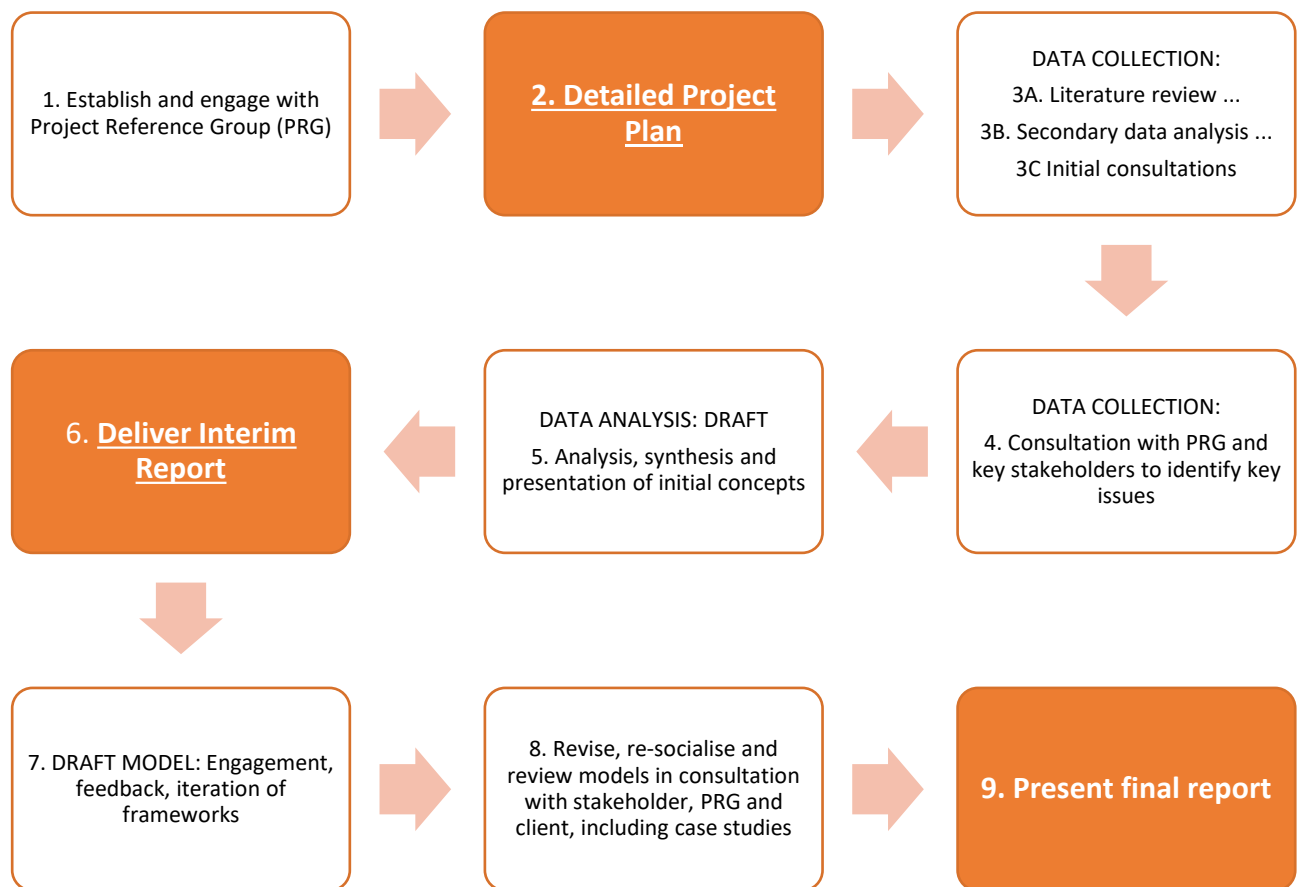 1. Establish and engage with
Project Reference Group (PRG)
2. Detailed Project
Plan
DATA COLLECTION:
3A. Literature review ...
3B. Secondary data analysis ...
3C Initial consultations
DATA COLLECTION:
4. Consultation with PRG and
key stakeholders to identify key
issues
DATA ANALYSIS: DRAFT
5. Analysis, synthesis and
presentation of initial concepts
6. Deliver Interim
Report
7. DRAFT MODEL: Engagement,
feedback, iteration of
frameworks
8. Revise, re-socialise and
review models in consultation
with stakeholder, PRG and
client, including case studies
9. Present final report